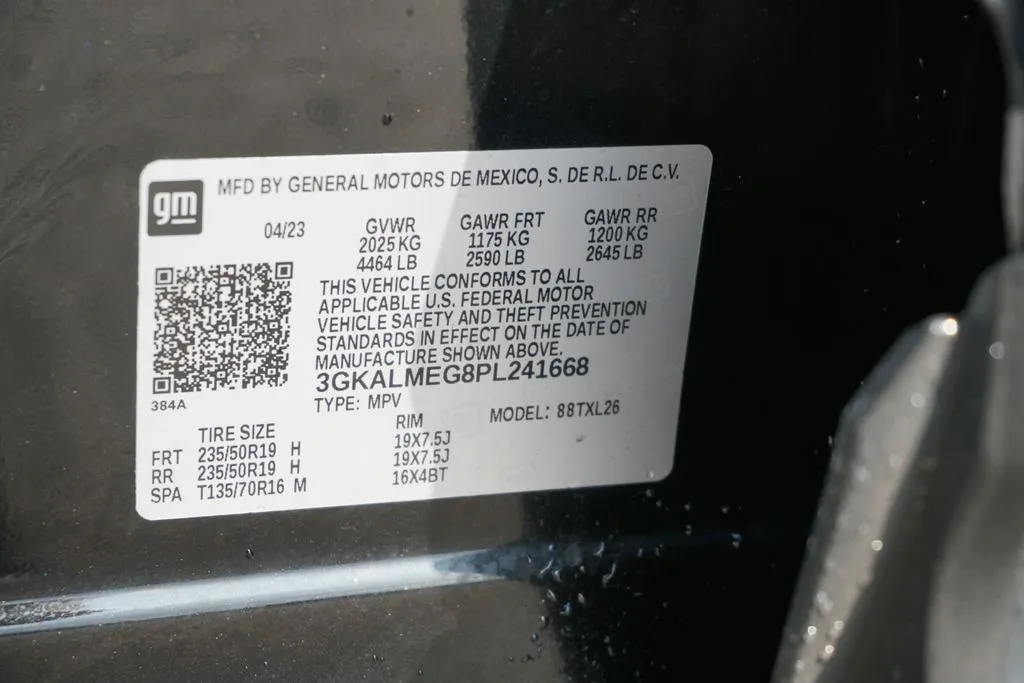 gm
MFD BY GENERAL MOTORS DE MEXICO, S. DE R.L. DE C.V.
04/23 GVWR GAWR FRT GAWR RR
2025 KG 1175 KG 1200 KG
4464 LB 2590 LB 2645 LB
THIS VEHICLE CONFORMS TO ALL
APPLICABLE U.S. FEDERAL MOTOR
VEHICLE SAFETY AND THEFT PREVENTION
STANDARDS IN EFFECT ON THE DATE OF
MANUFACTURE SHOWN ABOVE.
3GKALMEG8PL241668
384A
TYPE: MPV MODEL: 88TXL26
TIRE SIZE RIM
FRT 235/50R19 H 19X7.5J
RR 235/50R19 H 19X7.5J
SPA T135/70R16 M 16X4BT